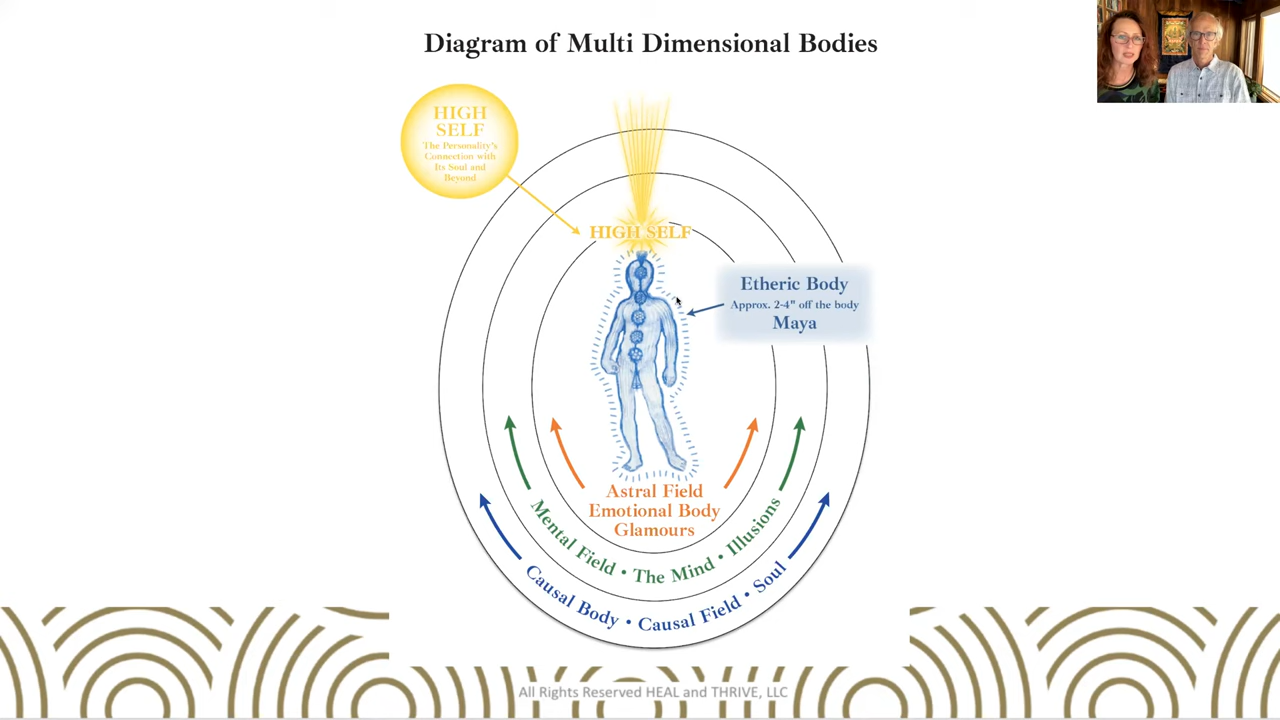 Diagram of Multi Dimensional Bodies
HIGH
SELF
The Personality's
Connection with
Its Soul and
Beyond
HIGH SELF
Etheric Body
Approx. 2-4" off the body
Maya
Astral Field
Emotional Body
Glamours
Mental Field • The Mind • Illusions
Causal Body • Causal Field • Soul
All Rights Reserved HEAL and THRIVE, LLC